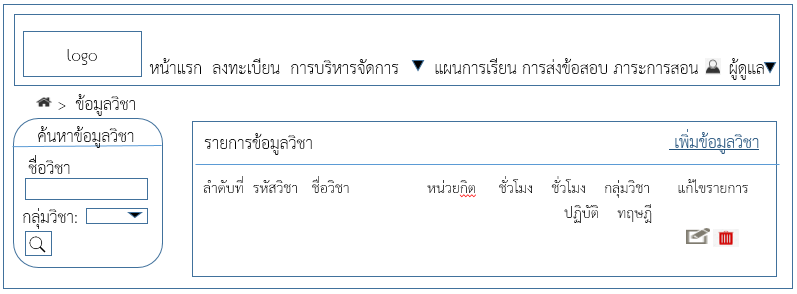 logo
หน้าแรก ลงทะเบียน การบริหารจัดการ แผนการเรียน การส่งข้อสอบ ภาระการสอน ผู้ดูแล
> ข้อมูลวิชา
ค้นหาข้อมูลวิชา
ชื่อวิชา
กลุ่มวิชา:
รายการข้อมูลวิชา เพิ่มข้อมูลวิชา
ลำดับที่ รหัสวิชา ชื่อวิชา หน่วยกิต ชั่วโมง ชั่วโมง กลุ่มวิชา แก้ไขรายการ
ปฏิบัติ ทฤษฎี